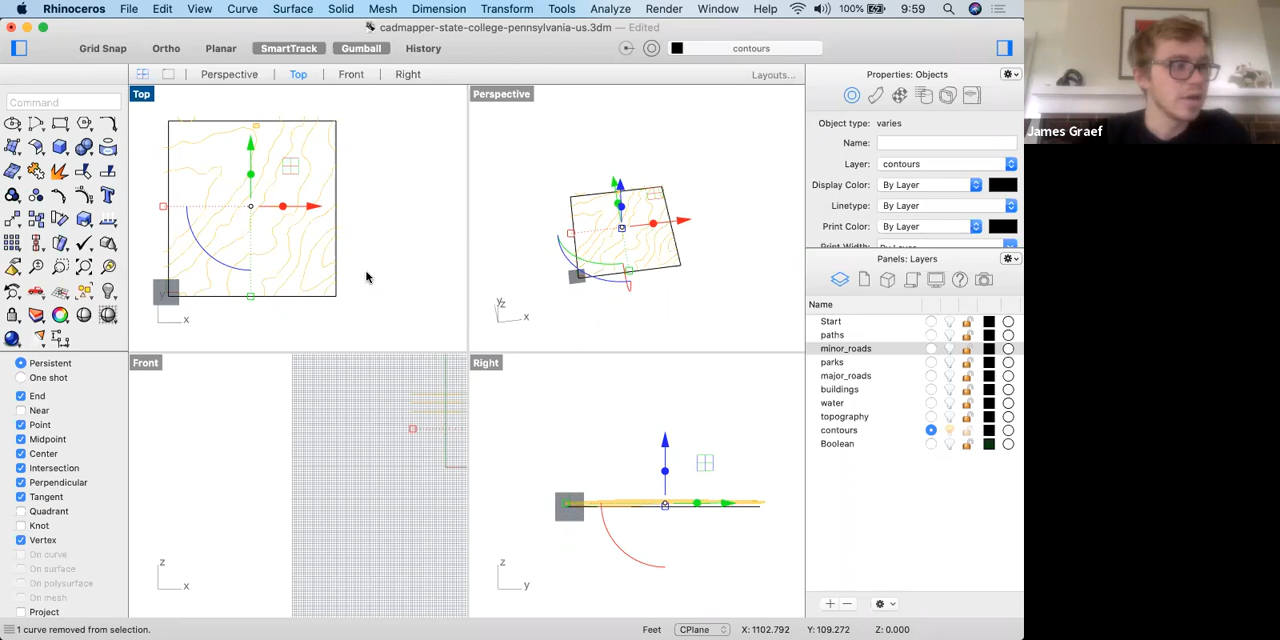 Rhinoceros File Edit View Curve Surface Solid Mesh Dimension Transform Tools Analyze Render Window Help 100% 9:59
cadmapper-state-college-pennsylvania-us.3dm — Edited
Grid Snap Ortho Planar SmartTrack Gumball History contours
Perspective Top Front Right Layouts...
Command
Top
y
x
Perspective
z
y
x
Front
z
x
Right
z
y
Persistent
One shot
End
Near
Point
Midpoint
Center
Intersection
Perpendicular
Tangent
Quadrant
Knot
Vertex
On curve
On surface
On polysurface
On mesh
Project
Properties: Objects
Object type: varies
Name:
Layer: contours
Display Color: By Layer
Linetype: By Layer
Print Color: By Layer
Print Width: By Layer
Panels: Layers
Name
Start
paths
minor_roads
parks
major_roads
buildings
water
topography
contours
Boolean
1 curve removed from selection. Feet CPlane X: 1102.792 Y: 109.272 Z: 0.000
James Graef